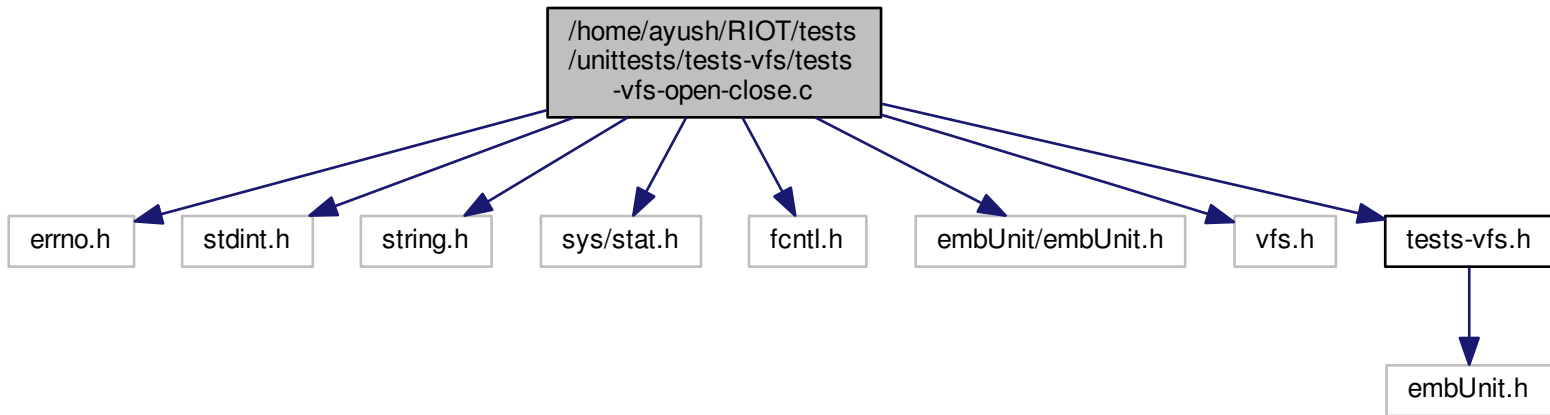 /home/ayush/RIOT/tests
/unittests/tests-vfs/tests
-vfs-open-close.c
errno.h
stdint.h
string.h
sys/stat.h
fcntl.h
embUnit/embUnit.h
vfs.h
tests-vfs.h
embUnit.h